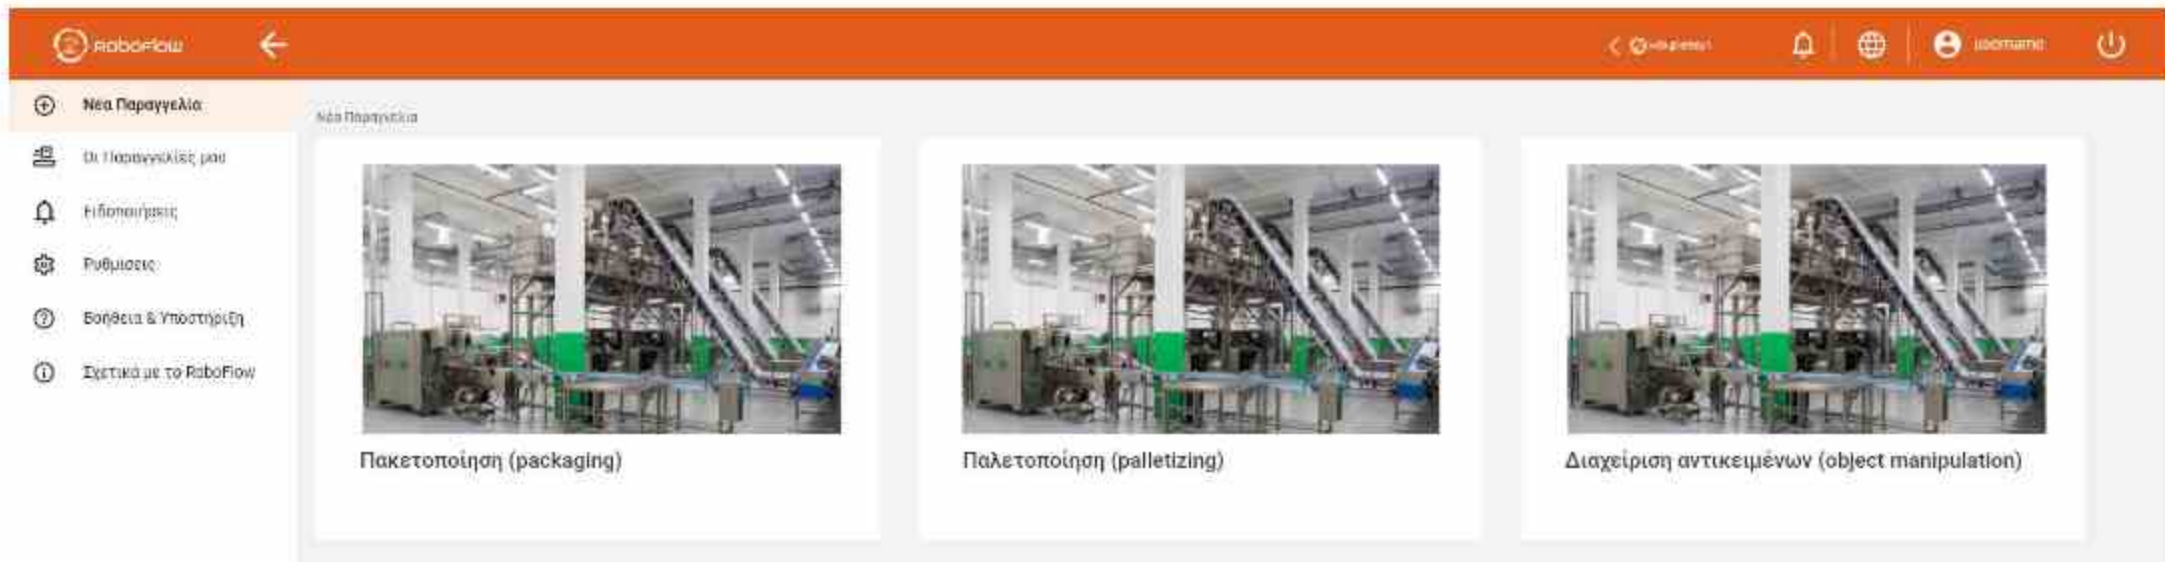 RoboFlow
username
Νέα Παραγγελία
Οι Παραγγελίες μου
Ειδοποιήσεις
Ρυθμίσεις
Βοήθεια & Υποστήριξη
Σχετικά με το RoboFlow
Νέα Παραγγελία
Πακετοποίηση (packaging)
Παλετοποίηση (palletizing)
Διαχείριση αντικειμένων (object manipulation)